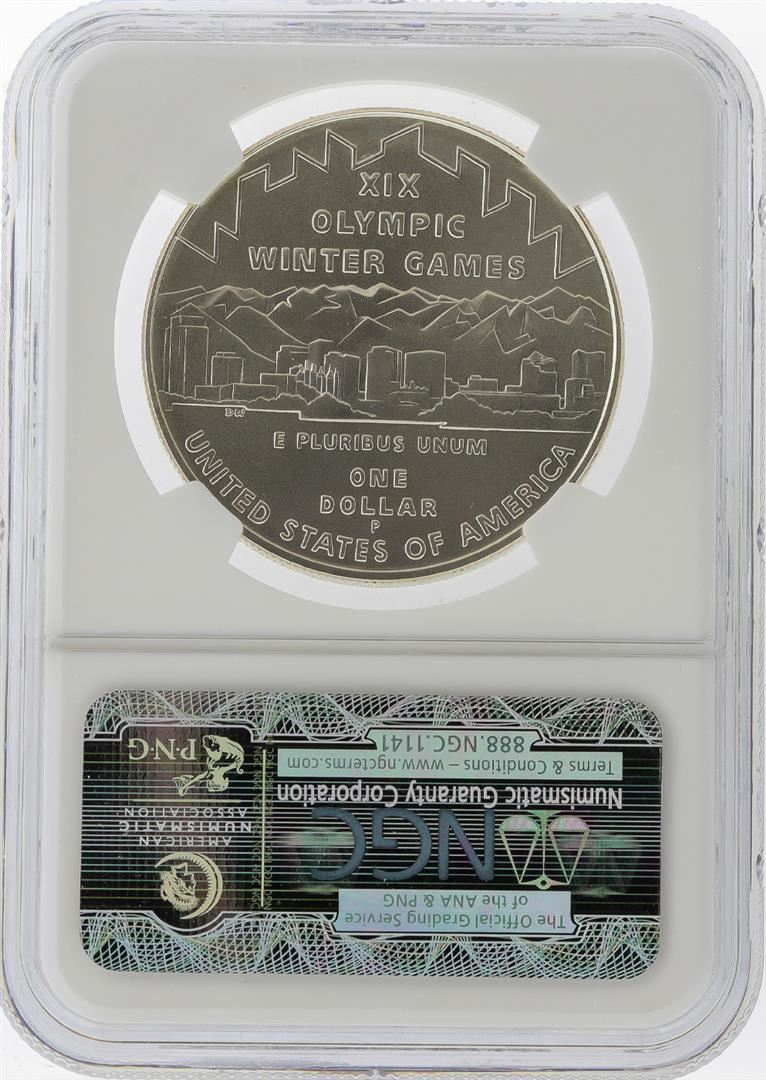 XIX
OLYMPIC
WINTER GAMES
DW
E PLURIBUS UNUM
ONE
DOLLAR
P
UNITED STATES OF AMERICA
The Official Grading Service
of the ANA & PNG
NGC
Numismatic Guaranty Corporation
Terms & Conditions – www.ngcterms.com
888.NGC.1141
AMERICAN
NUMISMATIC
ASSOCIATION
P·N·G